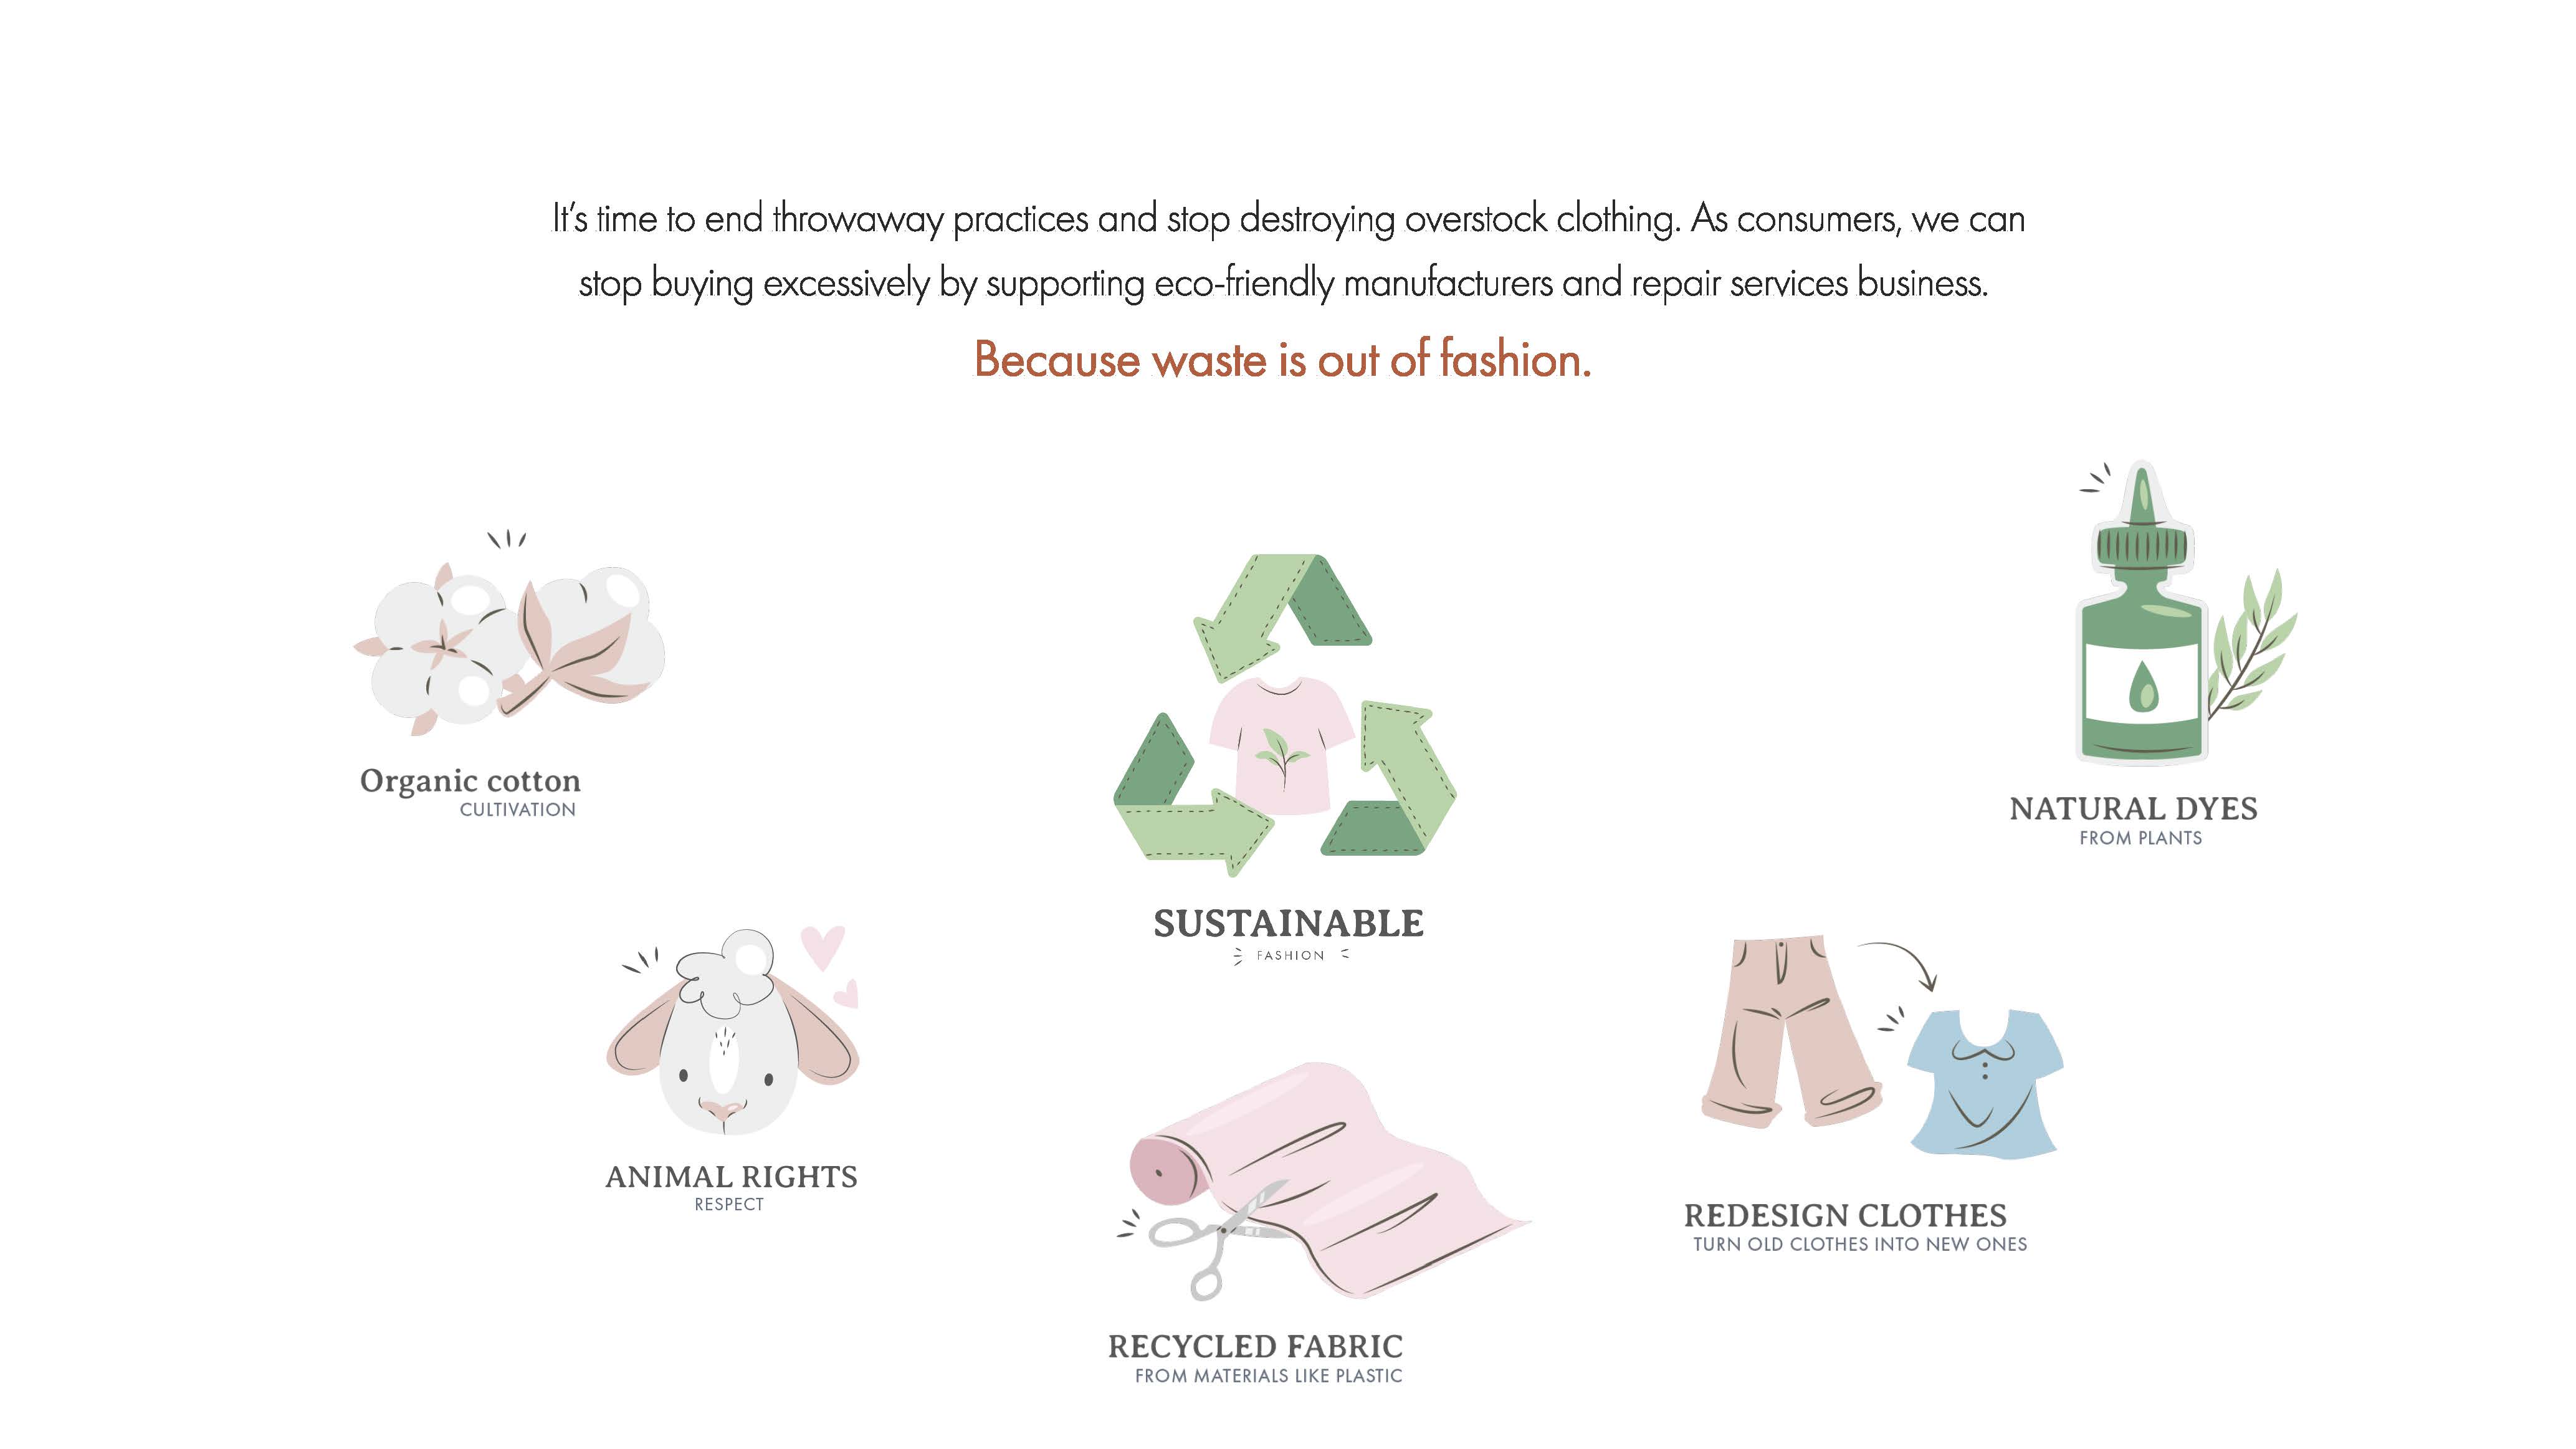 It's time to end throwaway practices and stop destroying overstock clothing. As consumers, we can
stop buying excessively by supporting eco-friendly manufacturers and repair services business.
Because waste is out of fashion.
Organic cotton
CULTIVATION
SUSTAINABLE
FASHION
NATURAL DYES
FROM PLANTS
ANIMAL RIGHTS
RESPECT
RECYCLED FABRIC
FROM MATERIALS LIKE PLASTIC
REDESIGN CLOTHES
TURN OLD CLOTHES INTO NEW ONES